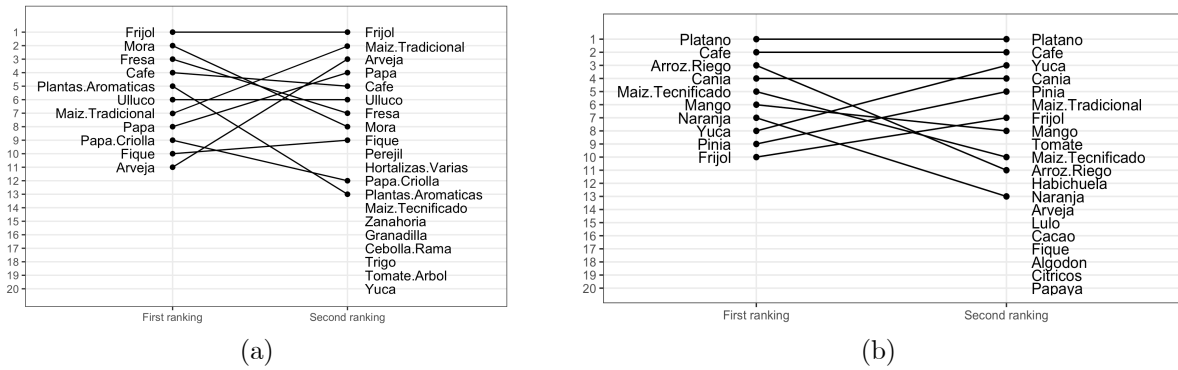 1
2
3
4
5
6
7
8
9
10
11
12
13
14
15
16
17
18
19
20
Frijol
Mora
Fresa
Cafe
Plantas.Aromaticas
Ulluco
Maiz.Tradicional
Papa
Papa.Criolla
Fique
Arveja
Frijol
Maiz.Tradicional
Arveja
Papa
Cafe
Ulluco
Fresa
Mora
Fique
Perejil
Hortalizas.Varias
Papa.Criolla
Plantas.Aromaticas
Maiz.Tecnificado
Zanahoria
Granadilla
Cebolla.Rama
Trigo
Tomate.Arbol
Yuca
First ranking Second ranking
(a)
1
2
3
4
5
6
7
8
9
10
11
12
13
14
15
16
17
18
19
20
Platano
Cafe
Arroz.Riego
Cania
Maiz.Tecnificado
Mango
Naranja
Yuca
Pinia
Frijol
Platano
Cafe
Yuca
Cania
Pinia
Maiz.Tradicional
Frijol
Mango
Tomate
Maiz.Tecnificado
Arroz.Riego
Habichuela
Naranja
Arveja
Lulo
Cacao
Fique
Algodon
Citricos
Papaya
First ranking Second ranking
(b)